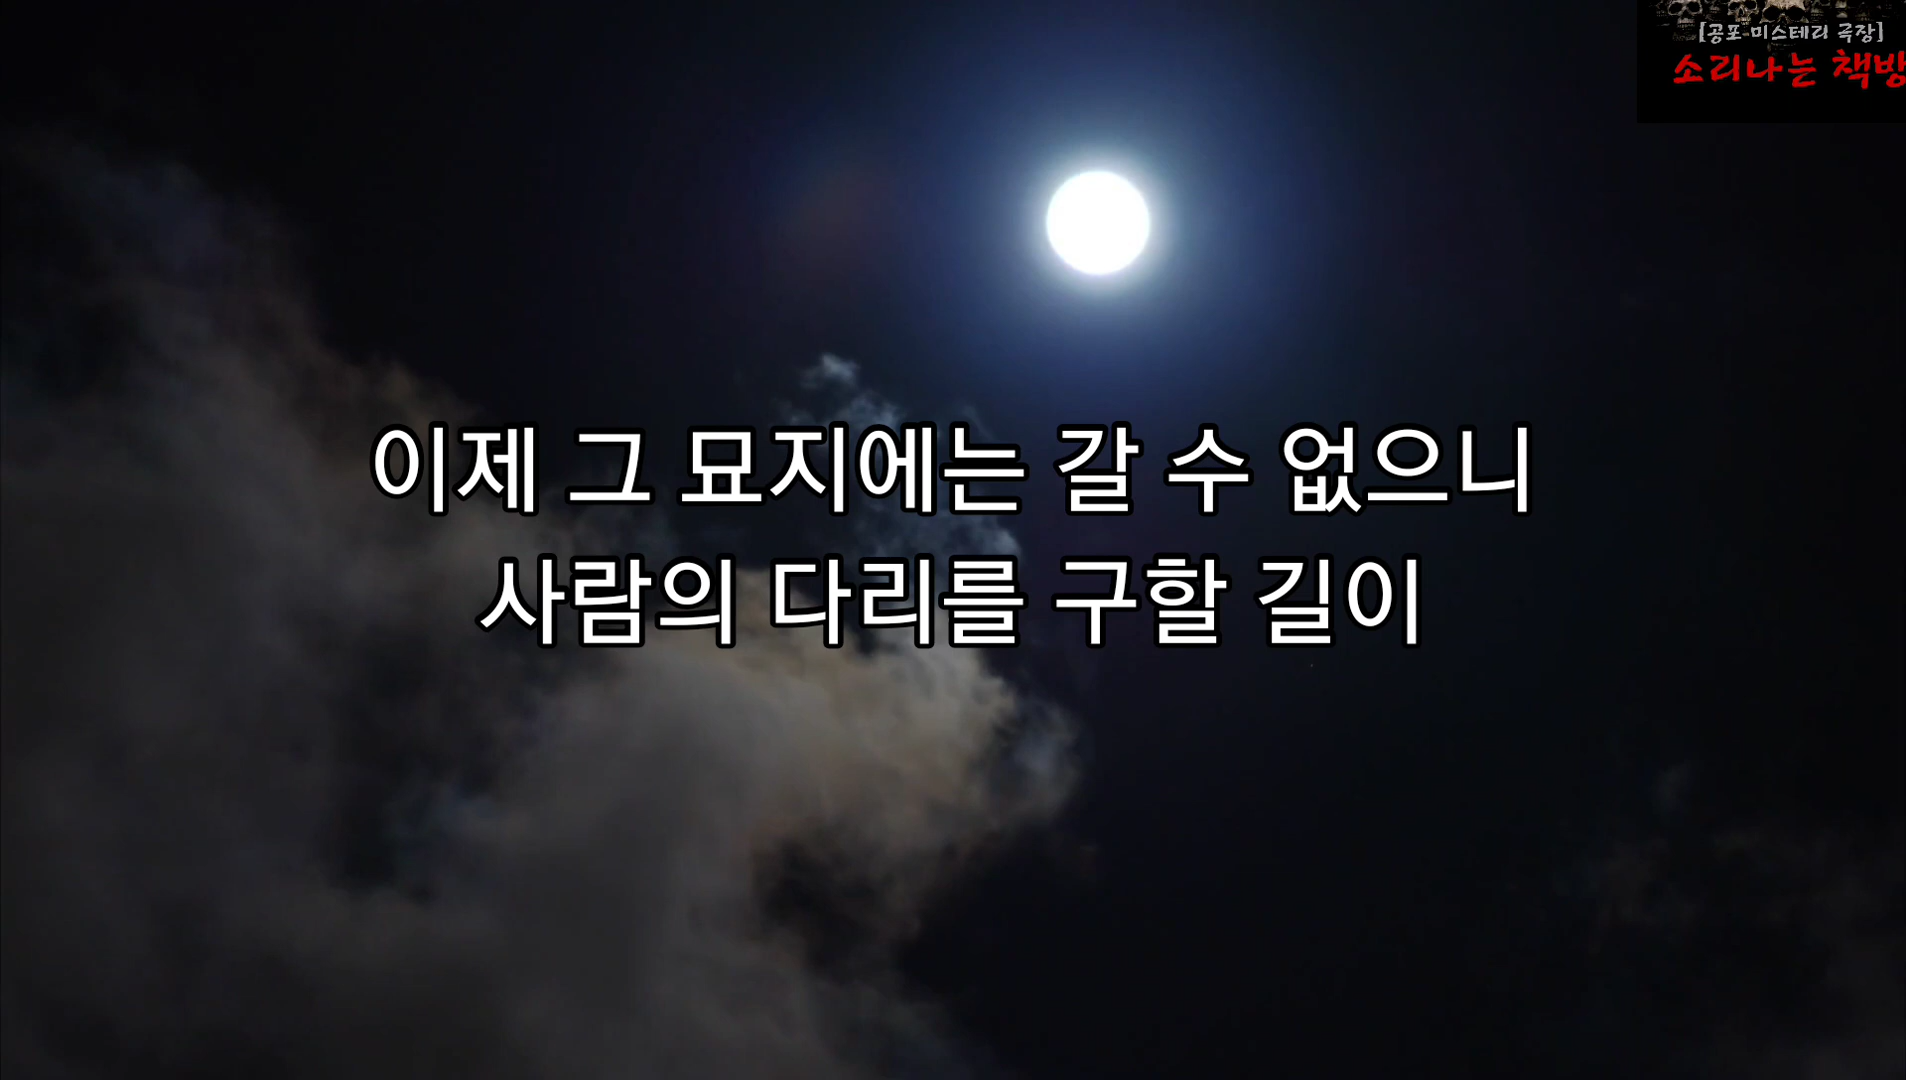 [공포 미스테리 극장]
소리나는 책방
이제 그 묘지에는 갈 수 없으니
사람의 다리를 구할 길이